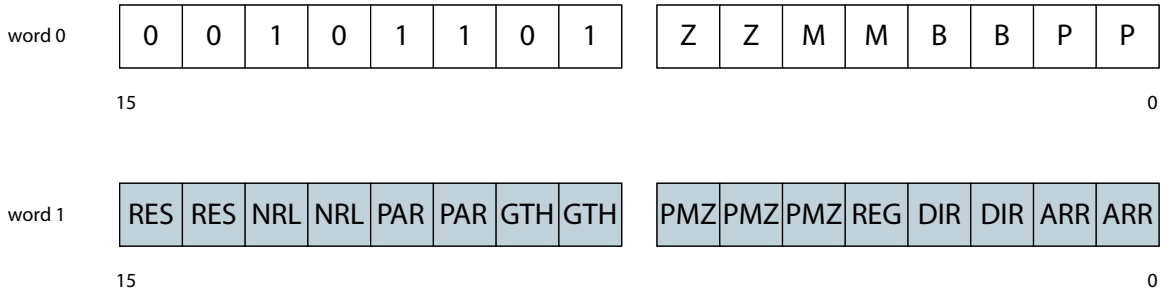 word 0 0 0 1 0 1 1 0 1 Z Z M M B B P P
15 0
word 1 RES RES NRL NRL PAR PAR GTH GTH PMZ PMZ PMZ REG DIR DIR ARR ARR
15 0